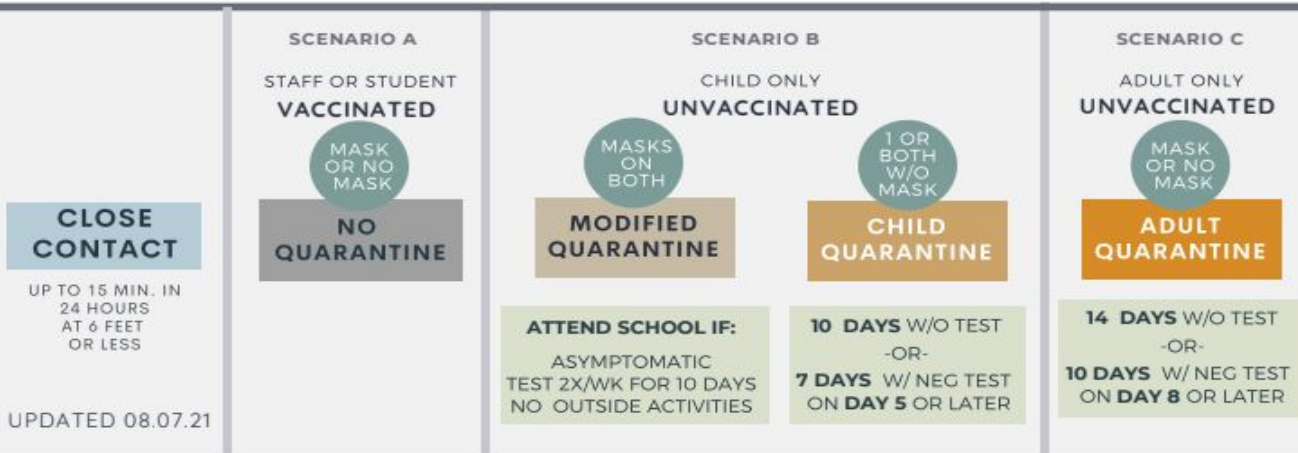 CLOSE
CONTACT
UP TO 15 MIN. IN
24 HOURS
AT 6 FEET
OR LESS
UPDATED 08.07.21
SCENARIO A
STAFF OR STUDENT
VACCINATED
MASK
OR NO
MASK
NO
QUARANTINE
SCENARIO B
CHILD ONLY
UNVACCINATED
MASKS
ON
BOTH
MODIFIED
QUARANTINE
ATTEND SCHOOL IF:
ASYMPTOMATIC
TEST 2X/WK FOR 10 DAYS
NO OUTSIDE ACTIVITIES
1 OR
BOTH
W/O
MASK
CHILD
QUARANTINE
10 DAYS W/O TEST
-OR-
7 DAYS W/ NEG TEST
ON DAY 5 OR LATER
SCENARIO C
ADULT ONLY
UNVACCINATED
MASK
OR NO
MASK
ADULT
QUARANTINE
14 DAYS W/O TEST
-OR-
10 DAYS W/ NEG TEST
ON DAY 8 OR LATER